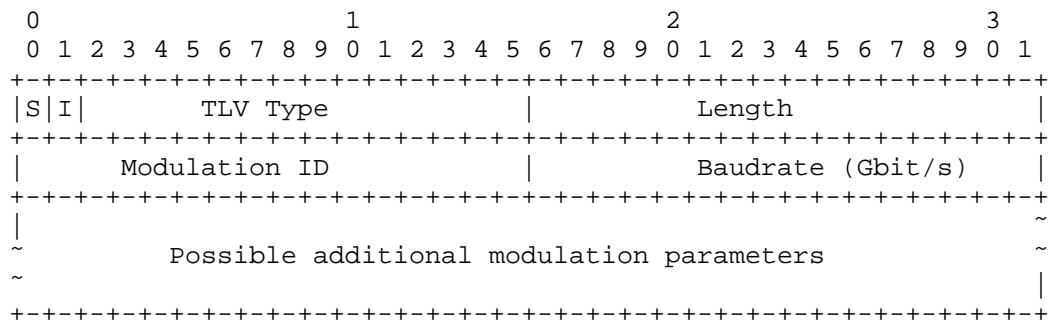 0                   1                   2                   3
 0 1 2 3 4 5 6 7 8 9 0 1 2 3 4 5 6 7 8 9 0 1 2 3 4 5 6 7 8 9 0 1
+-+-+-+-+-+-+-+-+-+-+-+-+-+-+-+-+-+-+-+-+-+-+-+-+-+-+-+-+-+-+-+-+
|S|I|       TLV Type            |          Length               |
+-+-+-+-+-+-+-+-+-+-+-+-+-+-+-+-+-+-+-+-+-+-+-+-+-+-+-+-+-+-+-+-+
|      Modulation ID            |          Baudrate (Gbit/s)    |
+-+-+-+-+-+-+-+-+-+-+-+-+-+-+-+-+-+-+-+-+-+-+-+-+-+-+-+-+-+-+-+-+
|                                                               ~
~         Possible additional modulation parameters             ~
~                                                               |
+-+-+-+-+-+-+-+-+-+-+-+-+-+-+-+-+-+-+-+-+-+-+-+-+-+-+-+-+-+-+-+-+